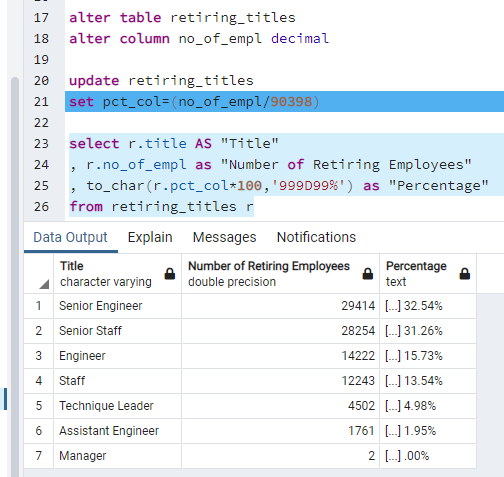 17 alter table retiring_titles
18 alter column no_of_empl decimal
19
20 update retiring_titles
21 set pct_col=(no_of_empl/90398)
22
23 select r.title AS "Title"
24 , r.no_of_empl as "Number of Retiring Employees"
25 , to_char(r.pct_col*100,'999D99%') as "Percentage"
26 from retiring_titles r
Data Output Explain Messages Notifications
Title Number of Retiring Employees Percentage
character varying double precision text
1 Senior Engineer 29414 [...] 32.54%
2 Senior Staff 28254 [...] 31.26%
3 Engineer 14222 [...] 15.73%
4 Staff 12243 [...] 13.54%
5 Technique Leader 4502 [...] 4.98%
6 Assistant Engineer 1761 [...] 1.95%
7 Manager 2 [...] .00%